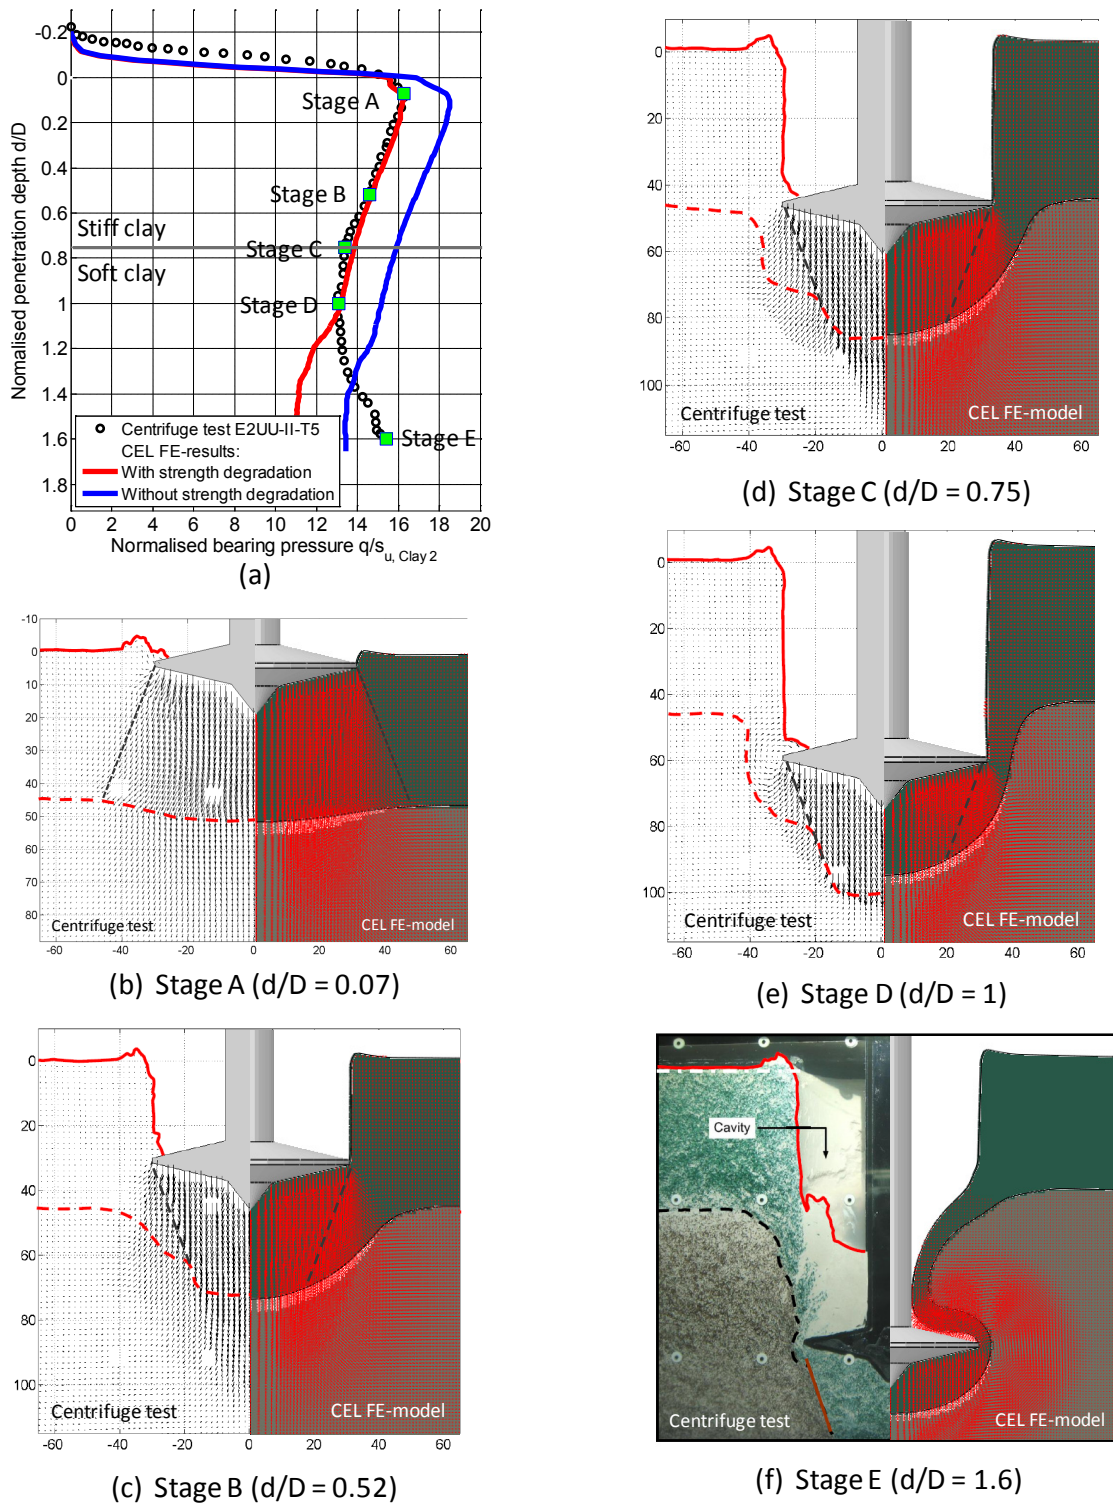 -0.2
0
0.2
0.4
0.6
0.8
1
1.2
1.4
1.6
1.8
Normalised penetration depth d/D
Stage A
Stage B
Stiff clay
Stage C
Soft clay
Stage D
Stage E
Centrifuge test E2UU-II-T5
CEL FE-results:
With strength degradation
Without strength degradation
0 2 4 6 8 10 12 14 16 18 20
Normalised bearing pressure q/su, Clay 2
(a)
-10
0
10
20
30
40
50
60
70
80
Centrifuge test
CEL FE-model
-60 -40 -20 0 20 40 60
(b) Stage A (d/D = 0.07)
0
20
40
60
80
100
Centrifuge test
CEL FE-model
-60 -40 -20 0 20 40 60
(c) Stage B (d/D = 0.52)
0
20
40
60
80
100
Centrifuge test
CEL FE-model
-60 -40 -20 0 20 40 60
(d) Stage C (d/D = 0.75)
0
20
40
60
80
100
Centrifuge test
CEL FE-model
-60 -40 -20 0 20 40 60
(e) Stage D (d/D = 1)
Cavity
Centrifuge test
CEL FE-model
(f) Stage E (d/D = 1.6)